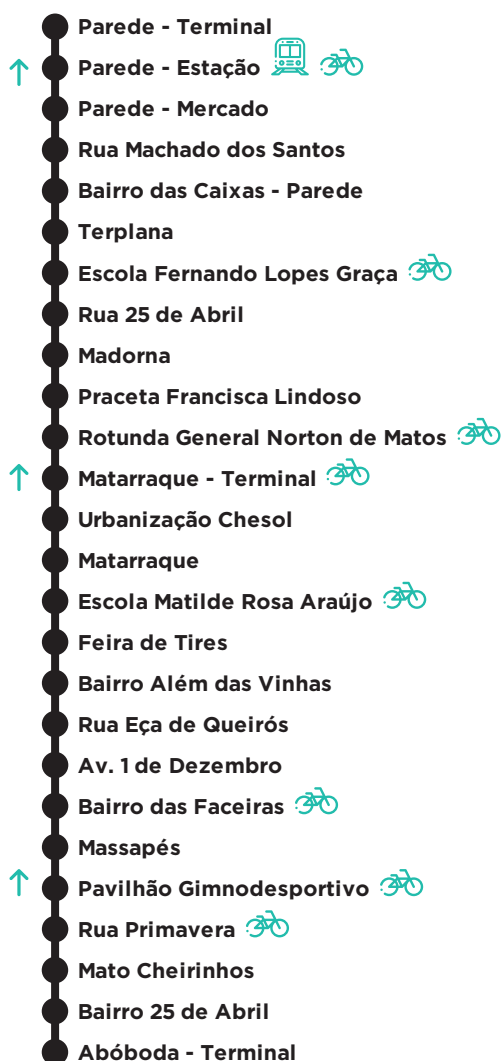 Parede - Terminal
Parede - Estação
Parede - Mercado
Rua Machado dos Santos
Bairro das Caixas - Parede
Terplana
Escola Fernando Lopes Graça
Rua 25 de Abril
Madorna
Praceta Francisca Lindoso
Rotunda General Norton de Matos
Matarraque - Terminal
Urbanização Chesol
Matarraque
Escola Matilde Rosa Araújo
Feira de Tires
Bairro Além das Vinhas
Rua Eça de Queirós
Av. 1 de Dezembro
Bairro das Faceiras
Massapés
Pavilhão Gimnodesportivo
Rua Primavera
Mato Cheirinhos
Bairro 25 de Abril
Abóboda - Terminal